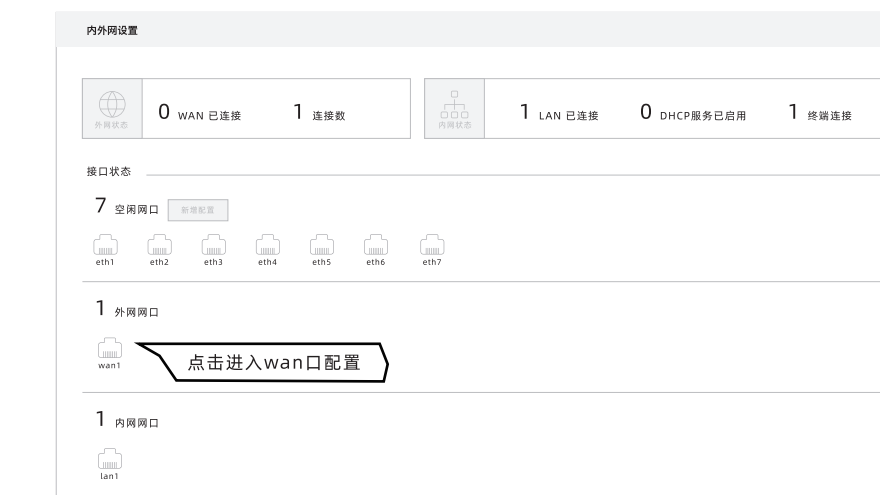 内外网设置
外网状态
0 WAN 已连接 1 连接数
内网状态
1 LAN 已连接 0 DHCP服务已启用 1 终端连接
接口状态
7 空闲网口 新增配置
eth1 eth2 eth3 eth4 eth5 eth6 eth7
1 外网网口
wan1
点击进入wan口配置
1 内网网口
lan1